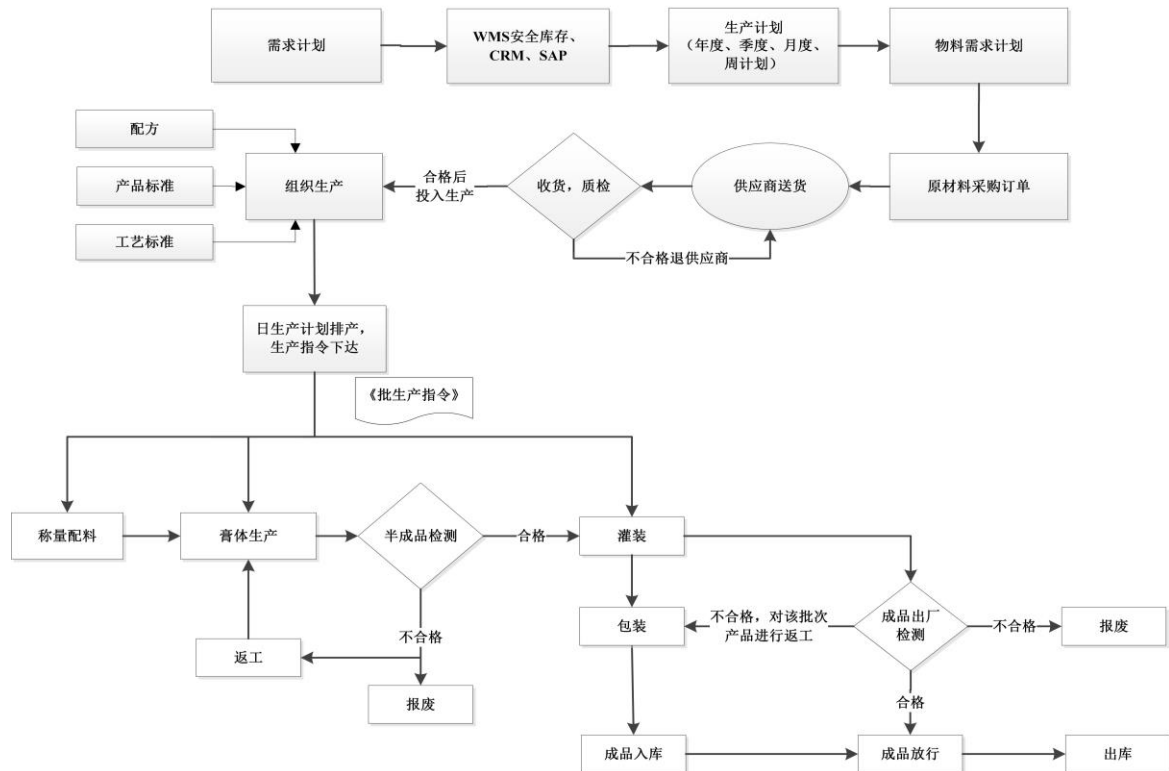 需求计划
WMS安全库存、
CRM、SAP
生产计划
（年度、季度、月度、
周计划）
物料需求计划
配方
产品标准
工艺标准
组织生产
合格后
投入生产
收货，质检
供应商送货
原材料采购订单
不合格退供应商
日生产计划排产，
生产指令下达
《批生产指令》
称量配料
膏体生产
半成品检测
合格
灌装
不合格
返工
报废
包装
不合格，对该批次
产品进行返工
成品出厂
检测
不合格
报废
合格
成品入库
成品放行
出库